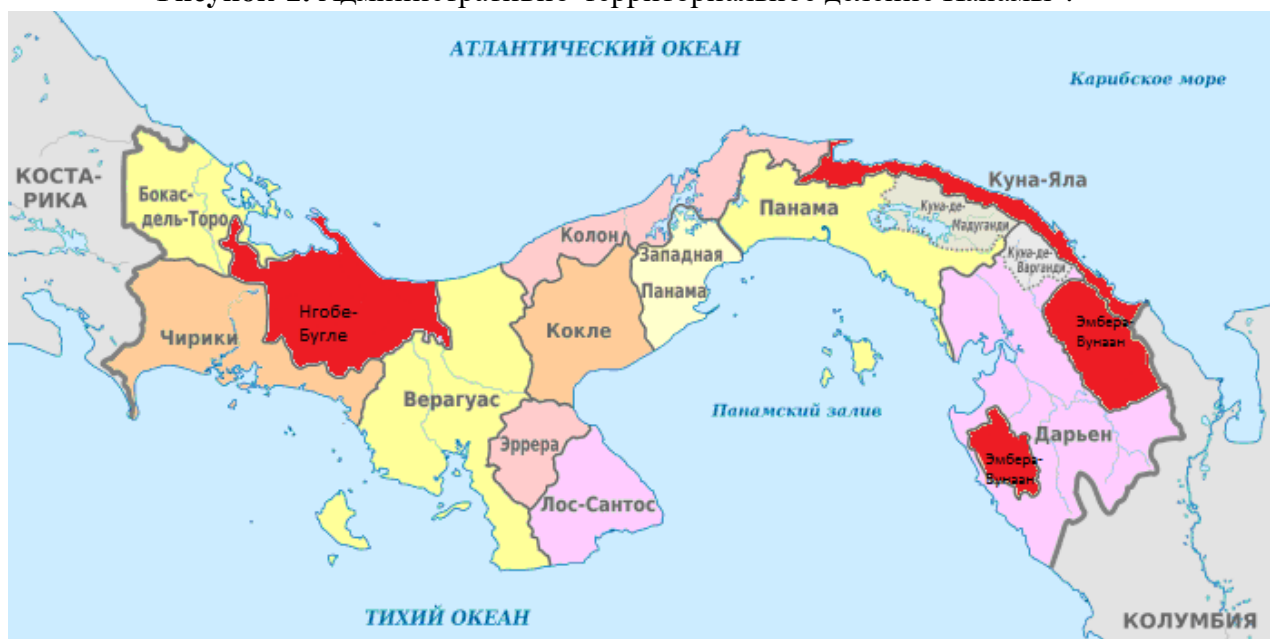 АТЛАНТИЧЕСКИЙ ОКЕАН
Карибское море
КОСТА-
РИКА
Бокас-
дель-Торо
Куна-Яла
Панама
Куна-де-
Мадуганди
Колон
Западная
Панама
Куна-де-
Варганди
Нгобе-
Бугле
Чирики
Кокле
Эмбера-
Вунаан
Верагуас
Панамский залив
Эррера
Дарьен
Эмбера-
Вунаан
Лос-Сантос
ТИХИЙ ОКЕАН
КОЛУМБИЯ